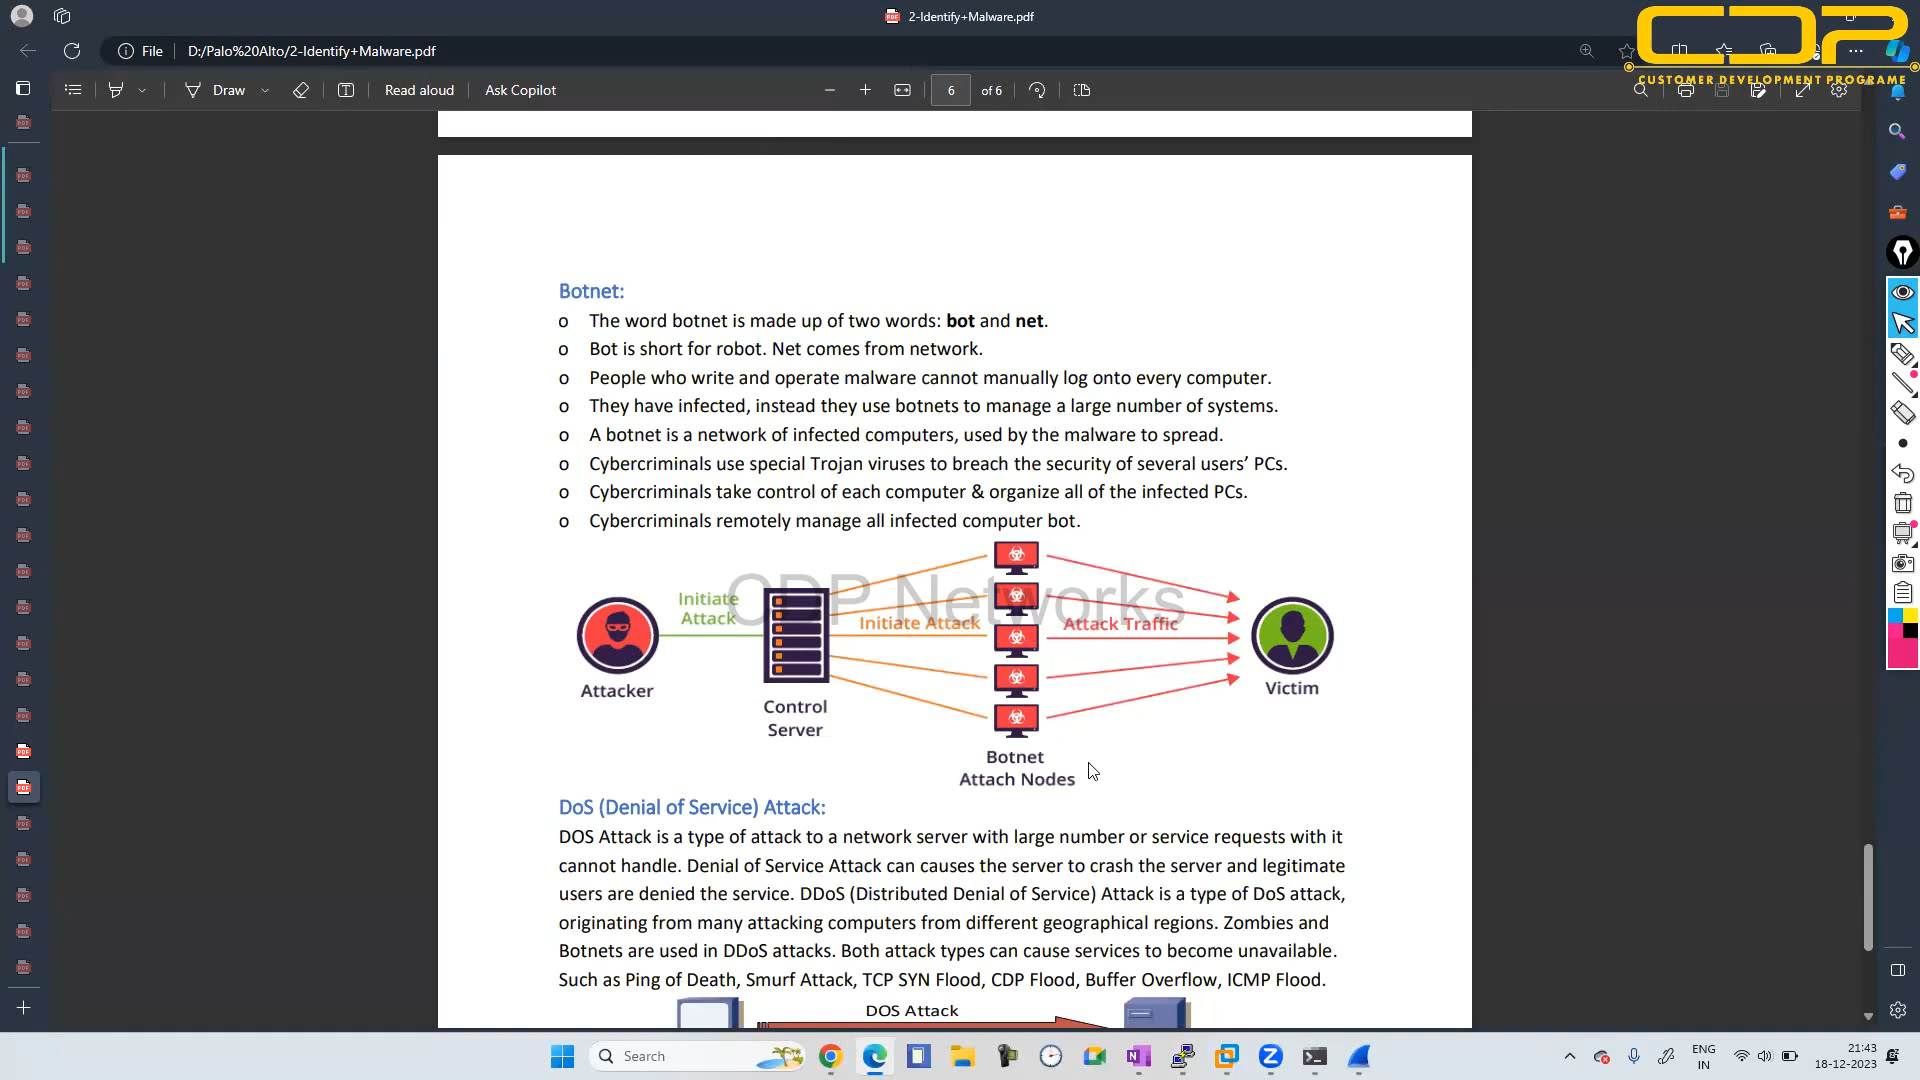 2-Identify+Malware.pdf
CDP
CUSTOMER DEVELOPMENT PROGRAME
File D:/Palo%20Alto/2-Identify+Malware.pdf
Draw Read aloud Ask Copilot 6 of 6
Botnet:
o The word botnet is made up of two words: bot and net.
o Bot is short for robot. Net comes from network.
o People who write and operate malware cannot manually log onto every computer.
o They have infected, instead they use botnets to manage a large number of systems.
o A botnet is a network of infected computers, used by the malware to spread.
o Cybercriminals use special Trojan viruses to breach the security of several users’ PCs.
o Cybercriminals take control of each computer & organize all of the infected PCs.
o Cybercriminals remotely manage all infected computer bot.
CDP Networks
Initiate
Attack
Initiate Attack
Attack Traffic
Attacker
Victim
Control
Server
Botnet
Attach Nodes
DoS (Denial of Service) Attack:
DOS Attack is a type of attack to a network server with large number or service requests with it
cannot handle. Denial of Service Attack can causes the server to crash the server and legitimate
users are denied the service. DDoS (Distributed Denial of Service) Attack is a type of DoS attack,
originating from many attacking computers from different geographical regions. Zombies and
Botnets are used in DDoS attacks. Both attack types can cause services to become unavailable.
Such as Ping of Death, Smurf Attack, TCP SYN Flood, CDP Flood, Buffer Overflow, ICMP Flood.
DOS Attack
Search
ENG
IN
21:43
18-12-2023